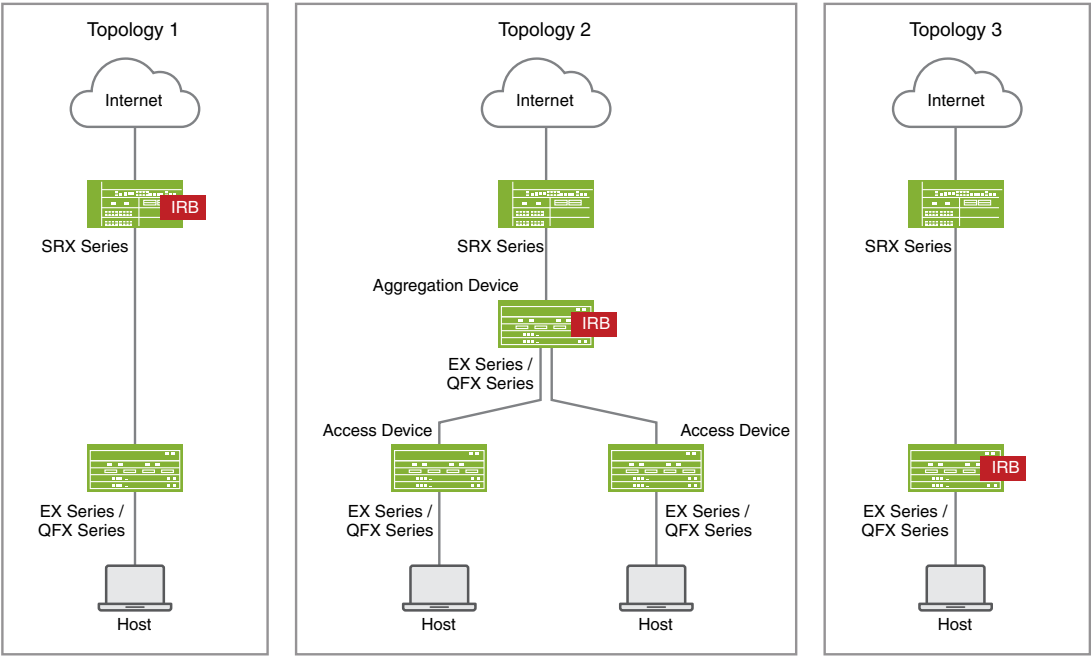 Topology 1
Internet
IRB
SRX Series
EX Series /
QFX Series
Host
Topology 2
Internet
SRX Series
Aggregation Device
IRB
EX Series /
QFX Series
Access Device
Access Device
EX Series /
QFX Series
EX Series /
QFX Series
Host
Host
Topology 3
Internet
SRX Series
IRB
EX Series /
QFX Series
Host